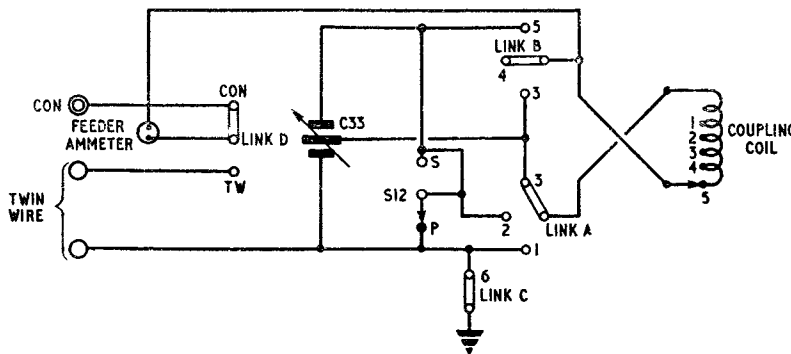 5
LINK B
4
CON
CON
FEEDER
AMMETER
LINK D
C33
3
1
2
3
4
5
COUPLING
COIL
S
3
TW
TWIN
WIRE
S12
P
2
LINK A
1
6
LINK C